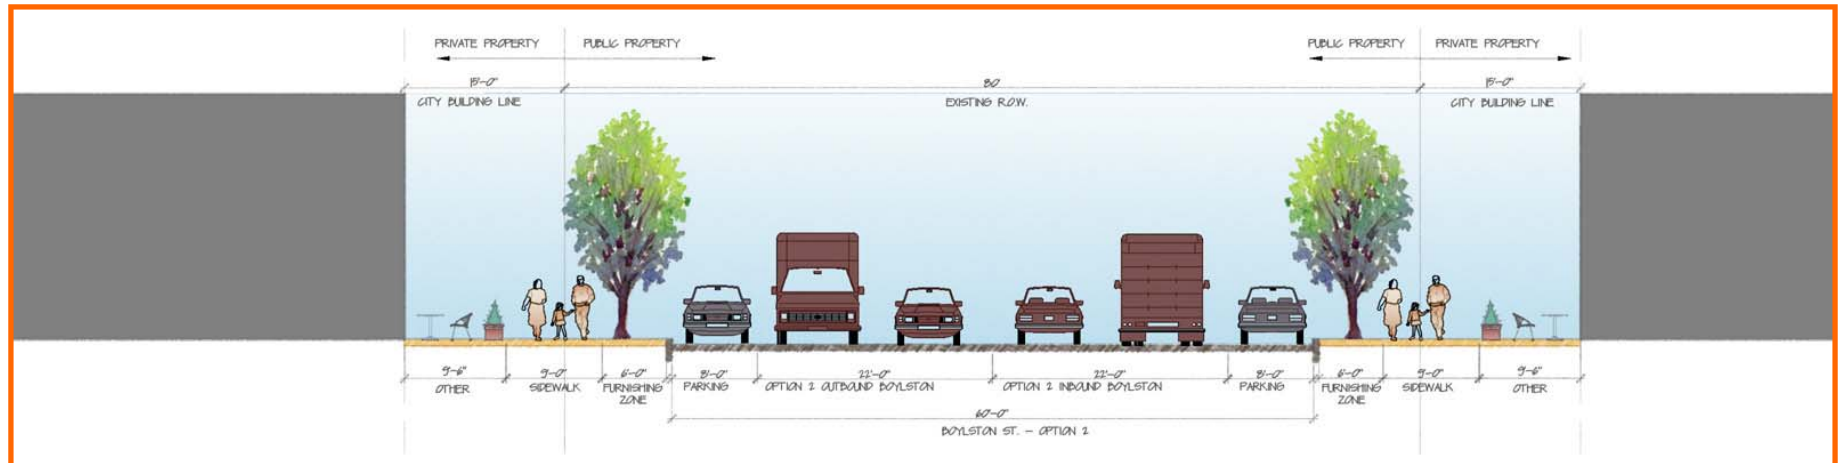 PRIVATE PROPERTY PUBLIC PROPERTY PUBLIC PROPERTY PRIVATE PROPERTY
15'-0" 80' 15'-0"
CITY BUILDING LINE EXISTING R.O.W. CITY BUILDING LINE
9'-6" 9'-0" 6'-0" 8'-0" 22'-0" 22'-0" 8'-0" 6'-0" 9'-0" 9'-6"
OTHER SIDEWALK FURNISHING ZONE PARKING OPTION 2 OUTBOUND BOYLSTON OPTION 2 INBOUND BOYLSTON PARKING FURNISHING ZONE SIDEWALK OTHER
60'-0"
BOYLSTON ST. - OPTION 2